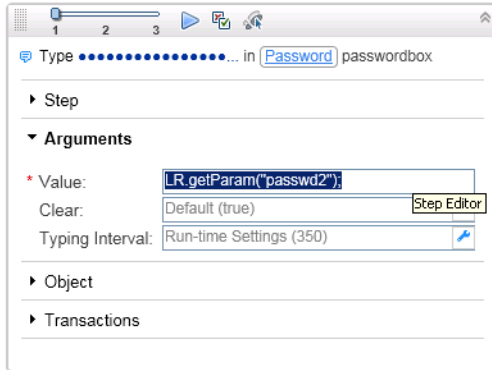 1 2 3
Type ●●●●●●●●●●●●●●●●... in Password passwordbox
Step
Arguments
* Value: LR.getParam("passwd2");
Step Editor
Clear: Default (true)
Typing Interval: Run-time Settings (350)
Object
Transactions